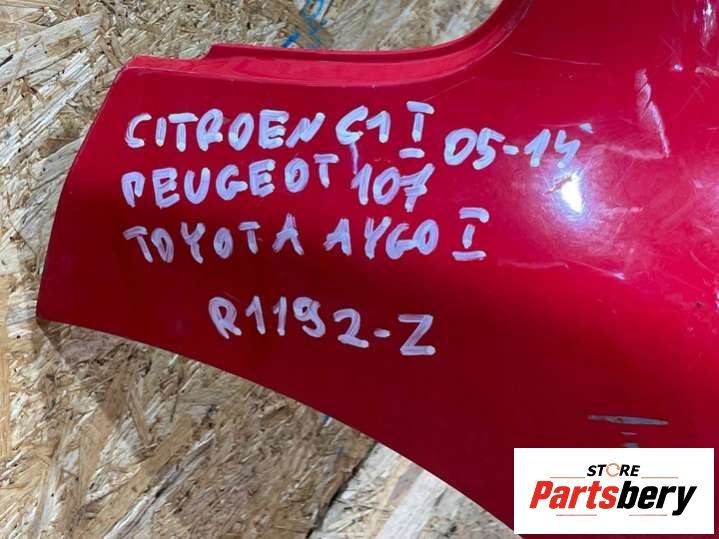 CITROEN C1 I 05-14
PEUGEOT 107
TOYOTA AYGO I
R1192-Z
STORE
Partsbery